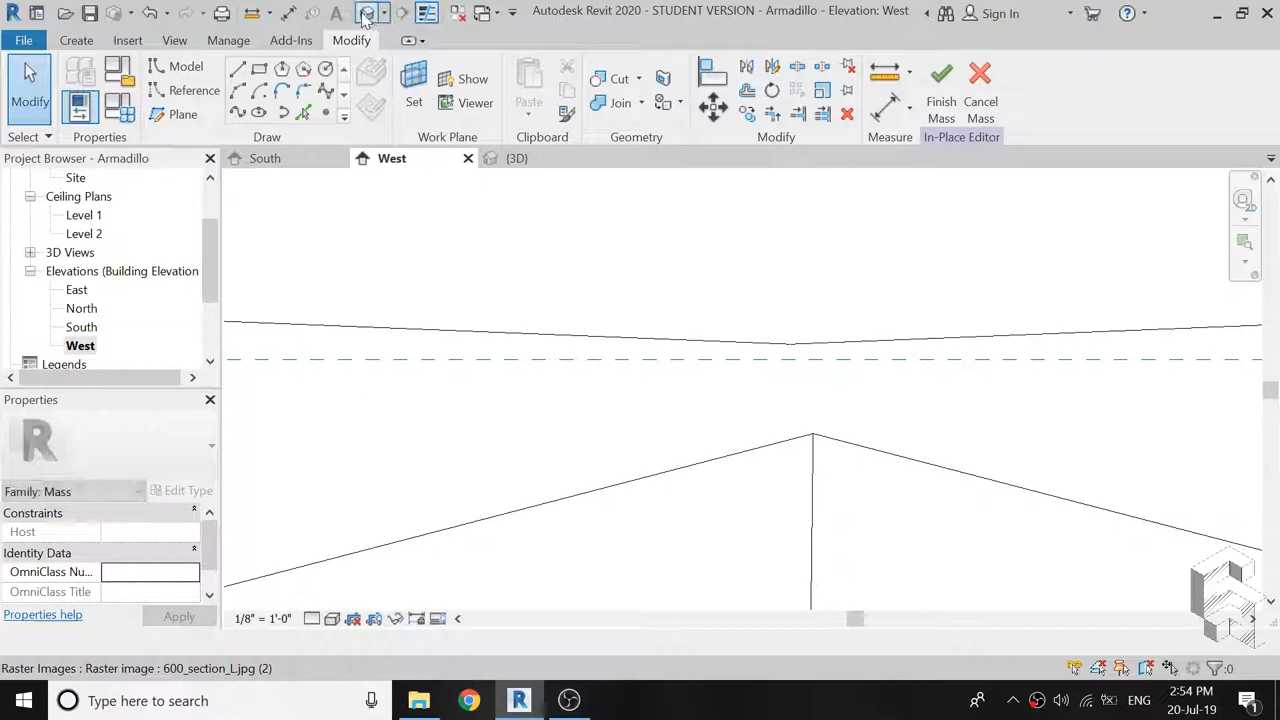 Autodesk Revit 2020 - STUDENT VERSION - Armadillo - Elevation: West
Sign In
File Create Insert View Manage Add-Ins Modify
Modify
Select
Properties
Model
Reference
Plane
Draw
Set
Show
Viewer
Work Plane
Paste
Clipboard
Cut
Join
Geometry
Modify
Measure
Finish Mass
Cancel Mass
In-Place Editor
Project Browser - Armadillo
South
West
{3D}
Site
Ceiling Plans
Level 1
Level 2
3D Views
Elevations (Building Elevation
East
North
South
West
Legends
Properties
Family: Mass
Edit Type
Constraints
Host
Identity Data
OmniClass Nu...
OmniClass Title
Properties help
Apply
1/8" = 1'-0"
2D
Raster Images : Raster image : 600_section_L.jpg (2)
:0
Type here to search
ENG
2:54 PM
20-Jul-19
1